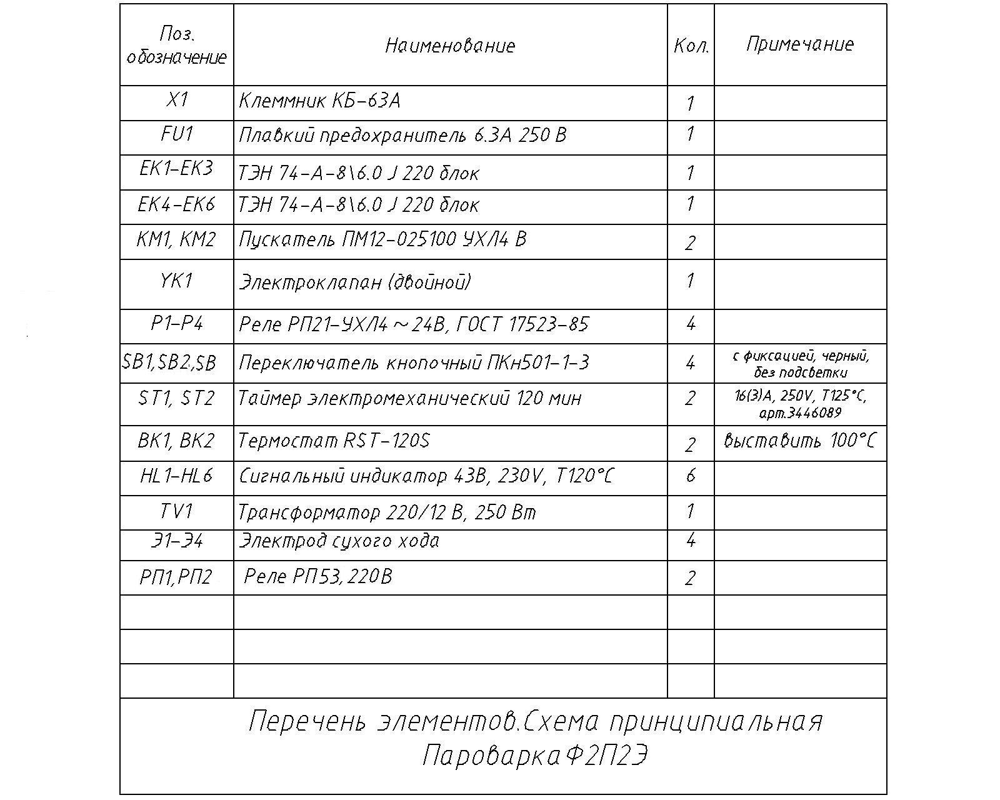 Поз.
обозначение
Наименование
Кол.
Примечание
X1
Клеммник КБ-63А
1
FU1
Плавкий предохранитель 6.3А 250 В
1
EK1-EK3
ТЭН 74-А-8\6.0 J 220 блок
1
EK4-EK6
ТЭН 74-А-8\6.0 J 220 блок
1
KM1, KM2
Пускатель ПМ12-025100 УХЛ4 В
2
YK1
Электроклапан (двойной)
1
P1-P4
Реле РП21-УХЛ4 ~ 24В, ГОСТ 17523-85
4
SB1,SB2,SB
Переключатель кнопочный ПКн501-1-3
4
с фиксацией, черный,
без подсветки
ST1, ST2
Таймер электромеханический 120 мин
2
16(3)А, 250V, T125°C,
арт.3446089
BK1, BK2
Термостат RST-120S
2
выставить 100°C
HL1-HL6
Сигнальный индикатор 43В, 230V, T120°C
6
TV1
Трансформатор 220/12 В, 250 Вт
1
Э1-Э4
Электрод сухого хода
4
РП1,РП2
Реле РП53, 220В
2
Перечень элементов.Схема принципиальная
Пароварка Ф2П2Э